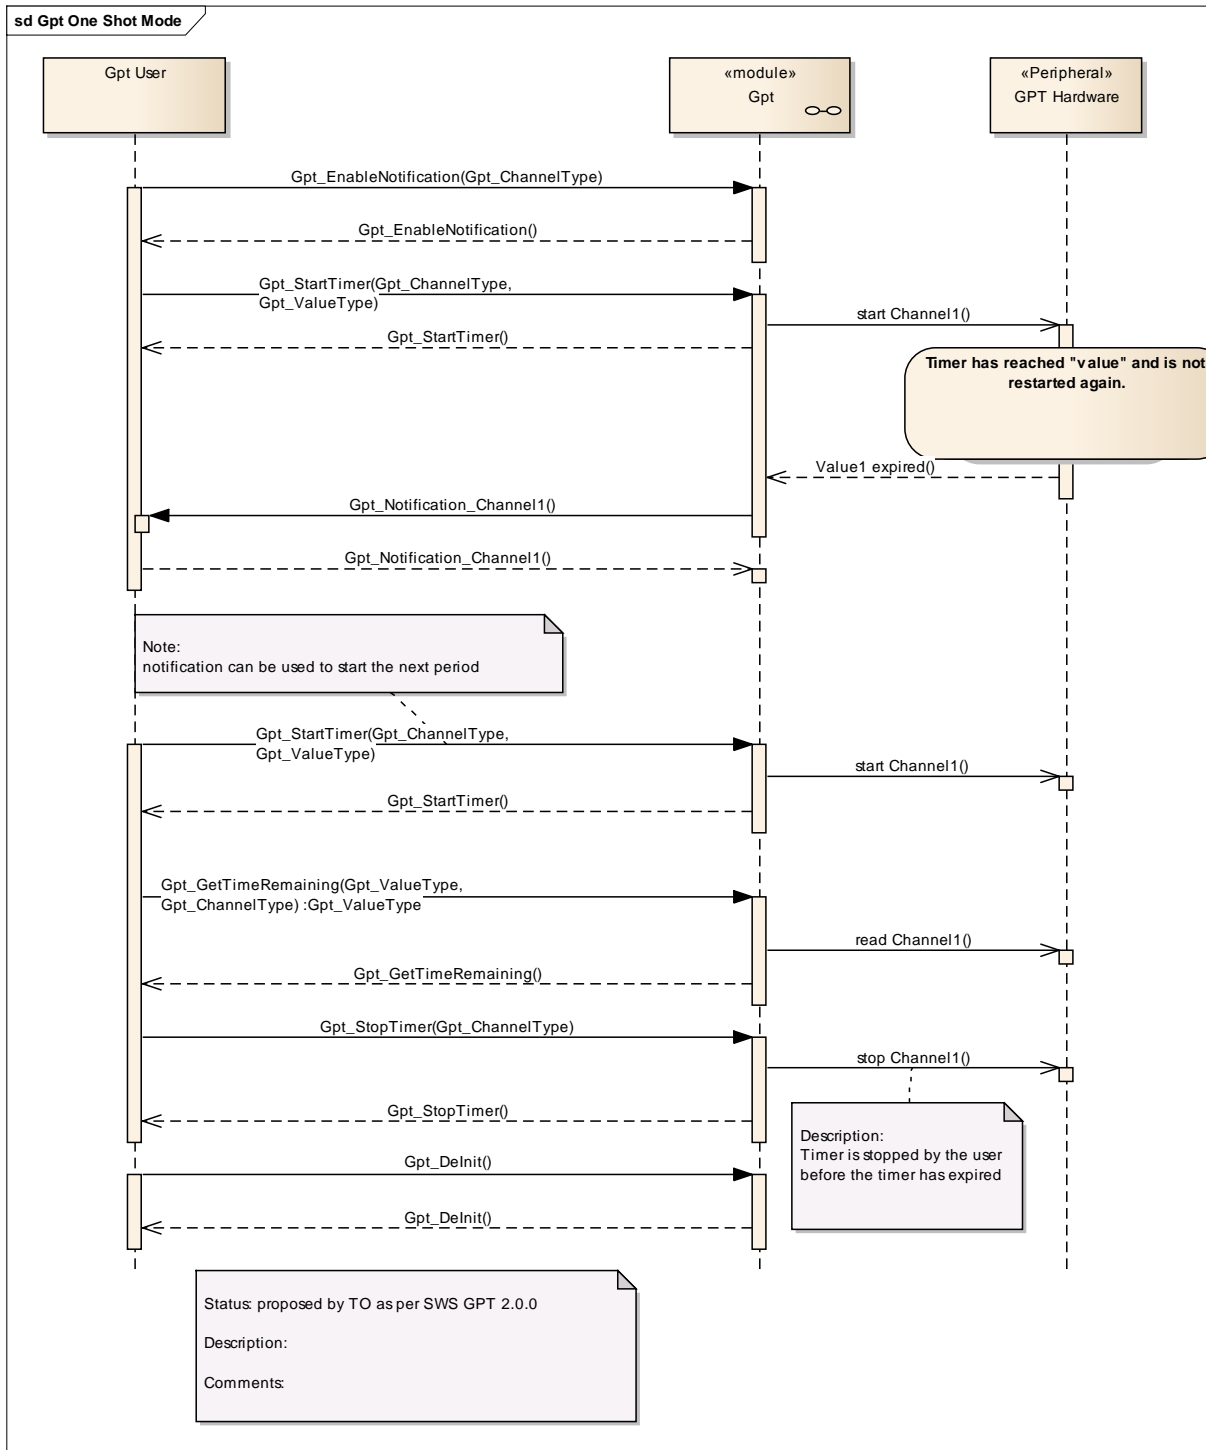 sd Gpt One Shot Mode
Gpt User
«module»
Gpt
«Peripheral»
GPT Hardware
Gpt_EnableNotification(Gpt_ChannelType)
Gpt_EnableNotification()
Gpt_StartTimer(Gpt_ChannelType,
Gpt_ValueType)
start Channel1()
Gpt_StartTimer()
Timer has reached "value" and is not
restarted again.
Value1 expired()
Gpt_Notification_Channel1()
Gpt_Notification_Channel1()
Note:
notification can be used to start the next period
Gpt_StartTimer(Gpt_ChannelType,
Gpt_ValueType)
start Channel1()
Gpt_StartTimer()
Gpt_GetTimeRemaining(Gpt_ValueType,
Gpt_ChannelType) :Gpt_ValueType
read Channel1()
Gpt_GetTimeRemaining()
Gpt_StopTimer(Gpt_ChannelType)
stop Channel1()
Gpt_StopTimer()
Description:
Timer is stopped by the user
before the timer has expired
Gpt_DeInit()
Gpt_DeInit()
Status: proposed by TO as per SWS GPT 2.0.0
Description:
Comments: